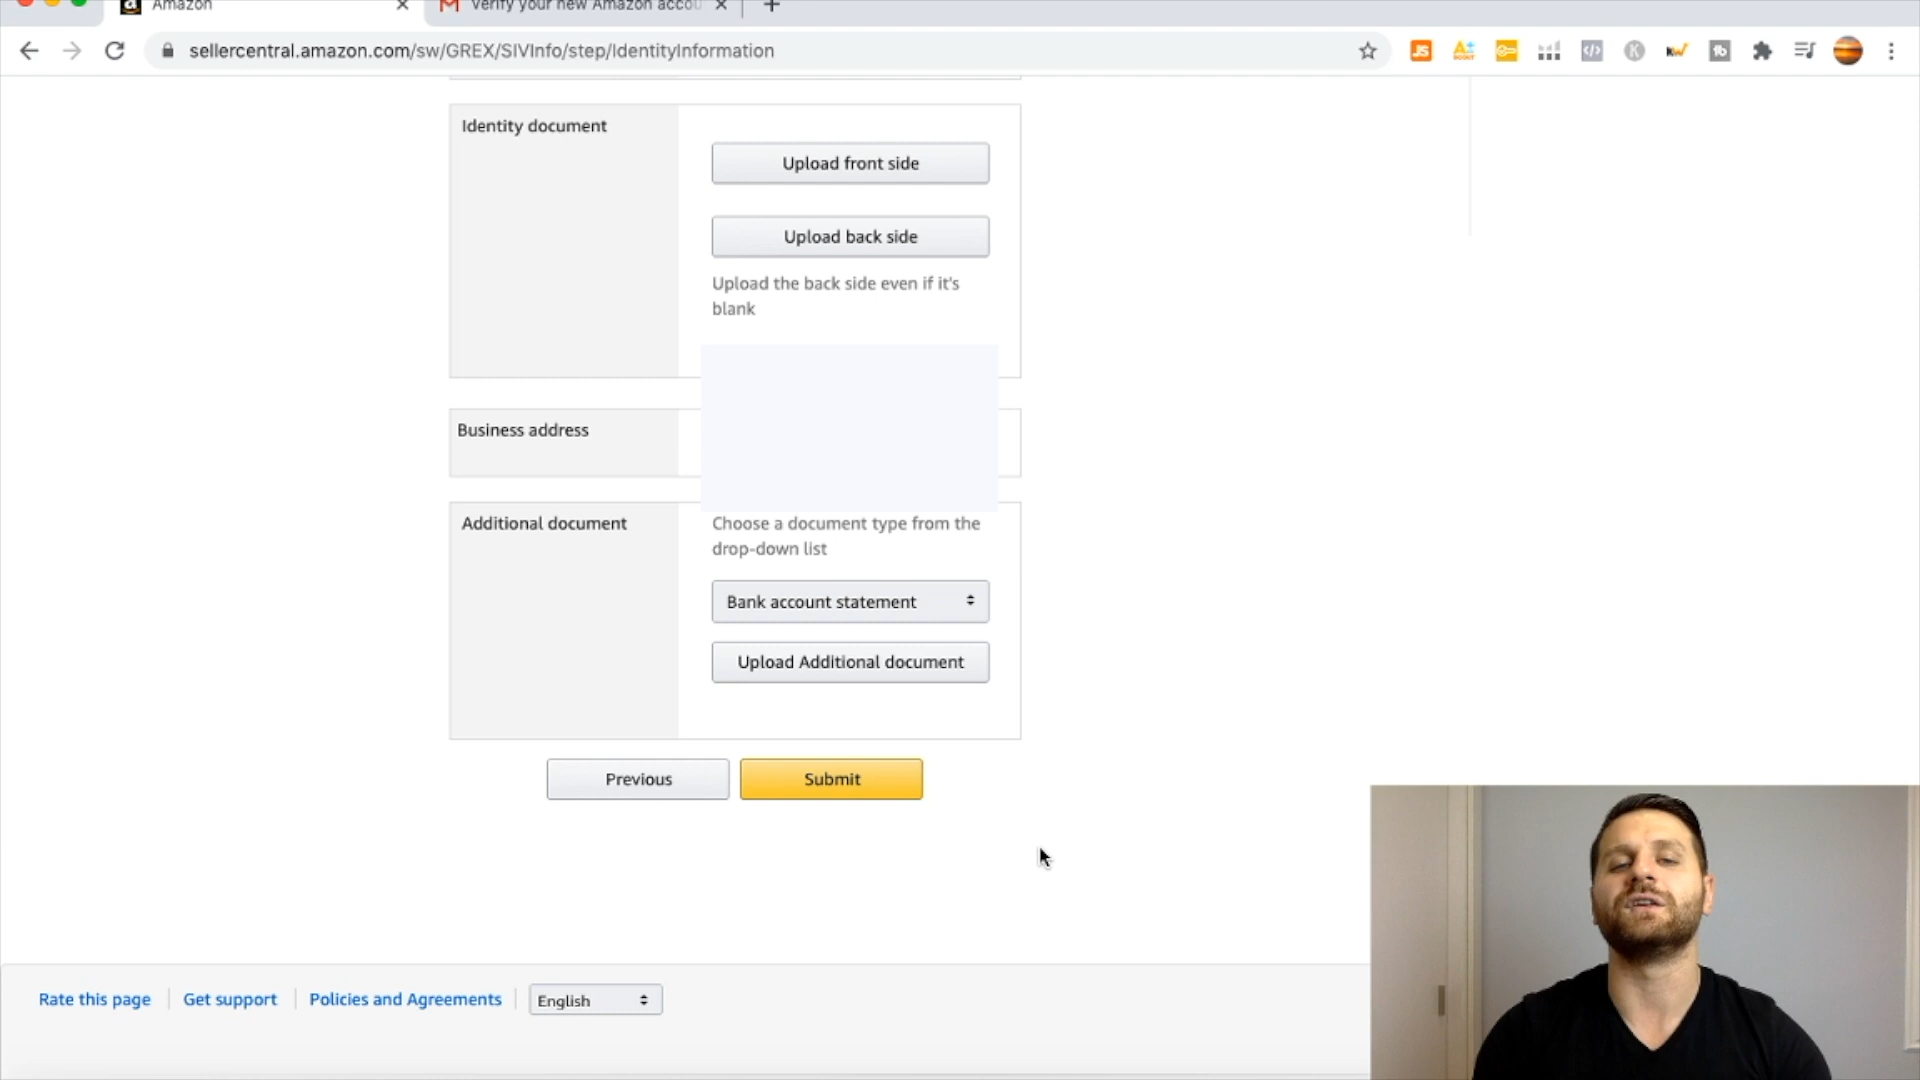 Amazon
Verify your new Amazon accou
sellercentral.amazon.com/sw/GREX/SIVInfo/step/IdentityInformation
Identity document
Upload front side
Upload back side
Upload the back side even if it's
blank
Business address
Additional document
Choose a document type from the
drop-down list
Bank account statement
Upload Additional document
Previous
Submit
Rate this page
Get support
Policies and Agreements
English